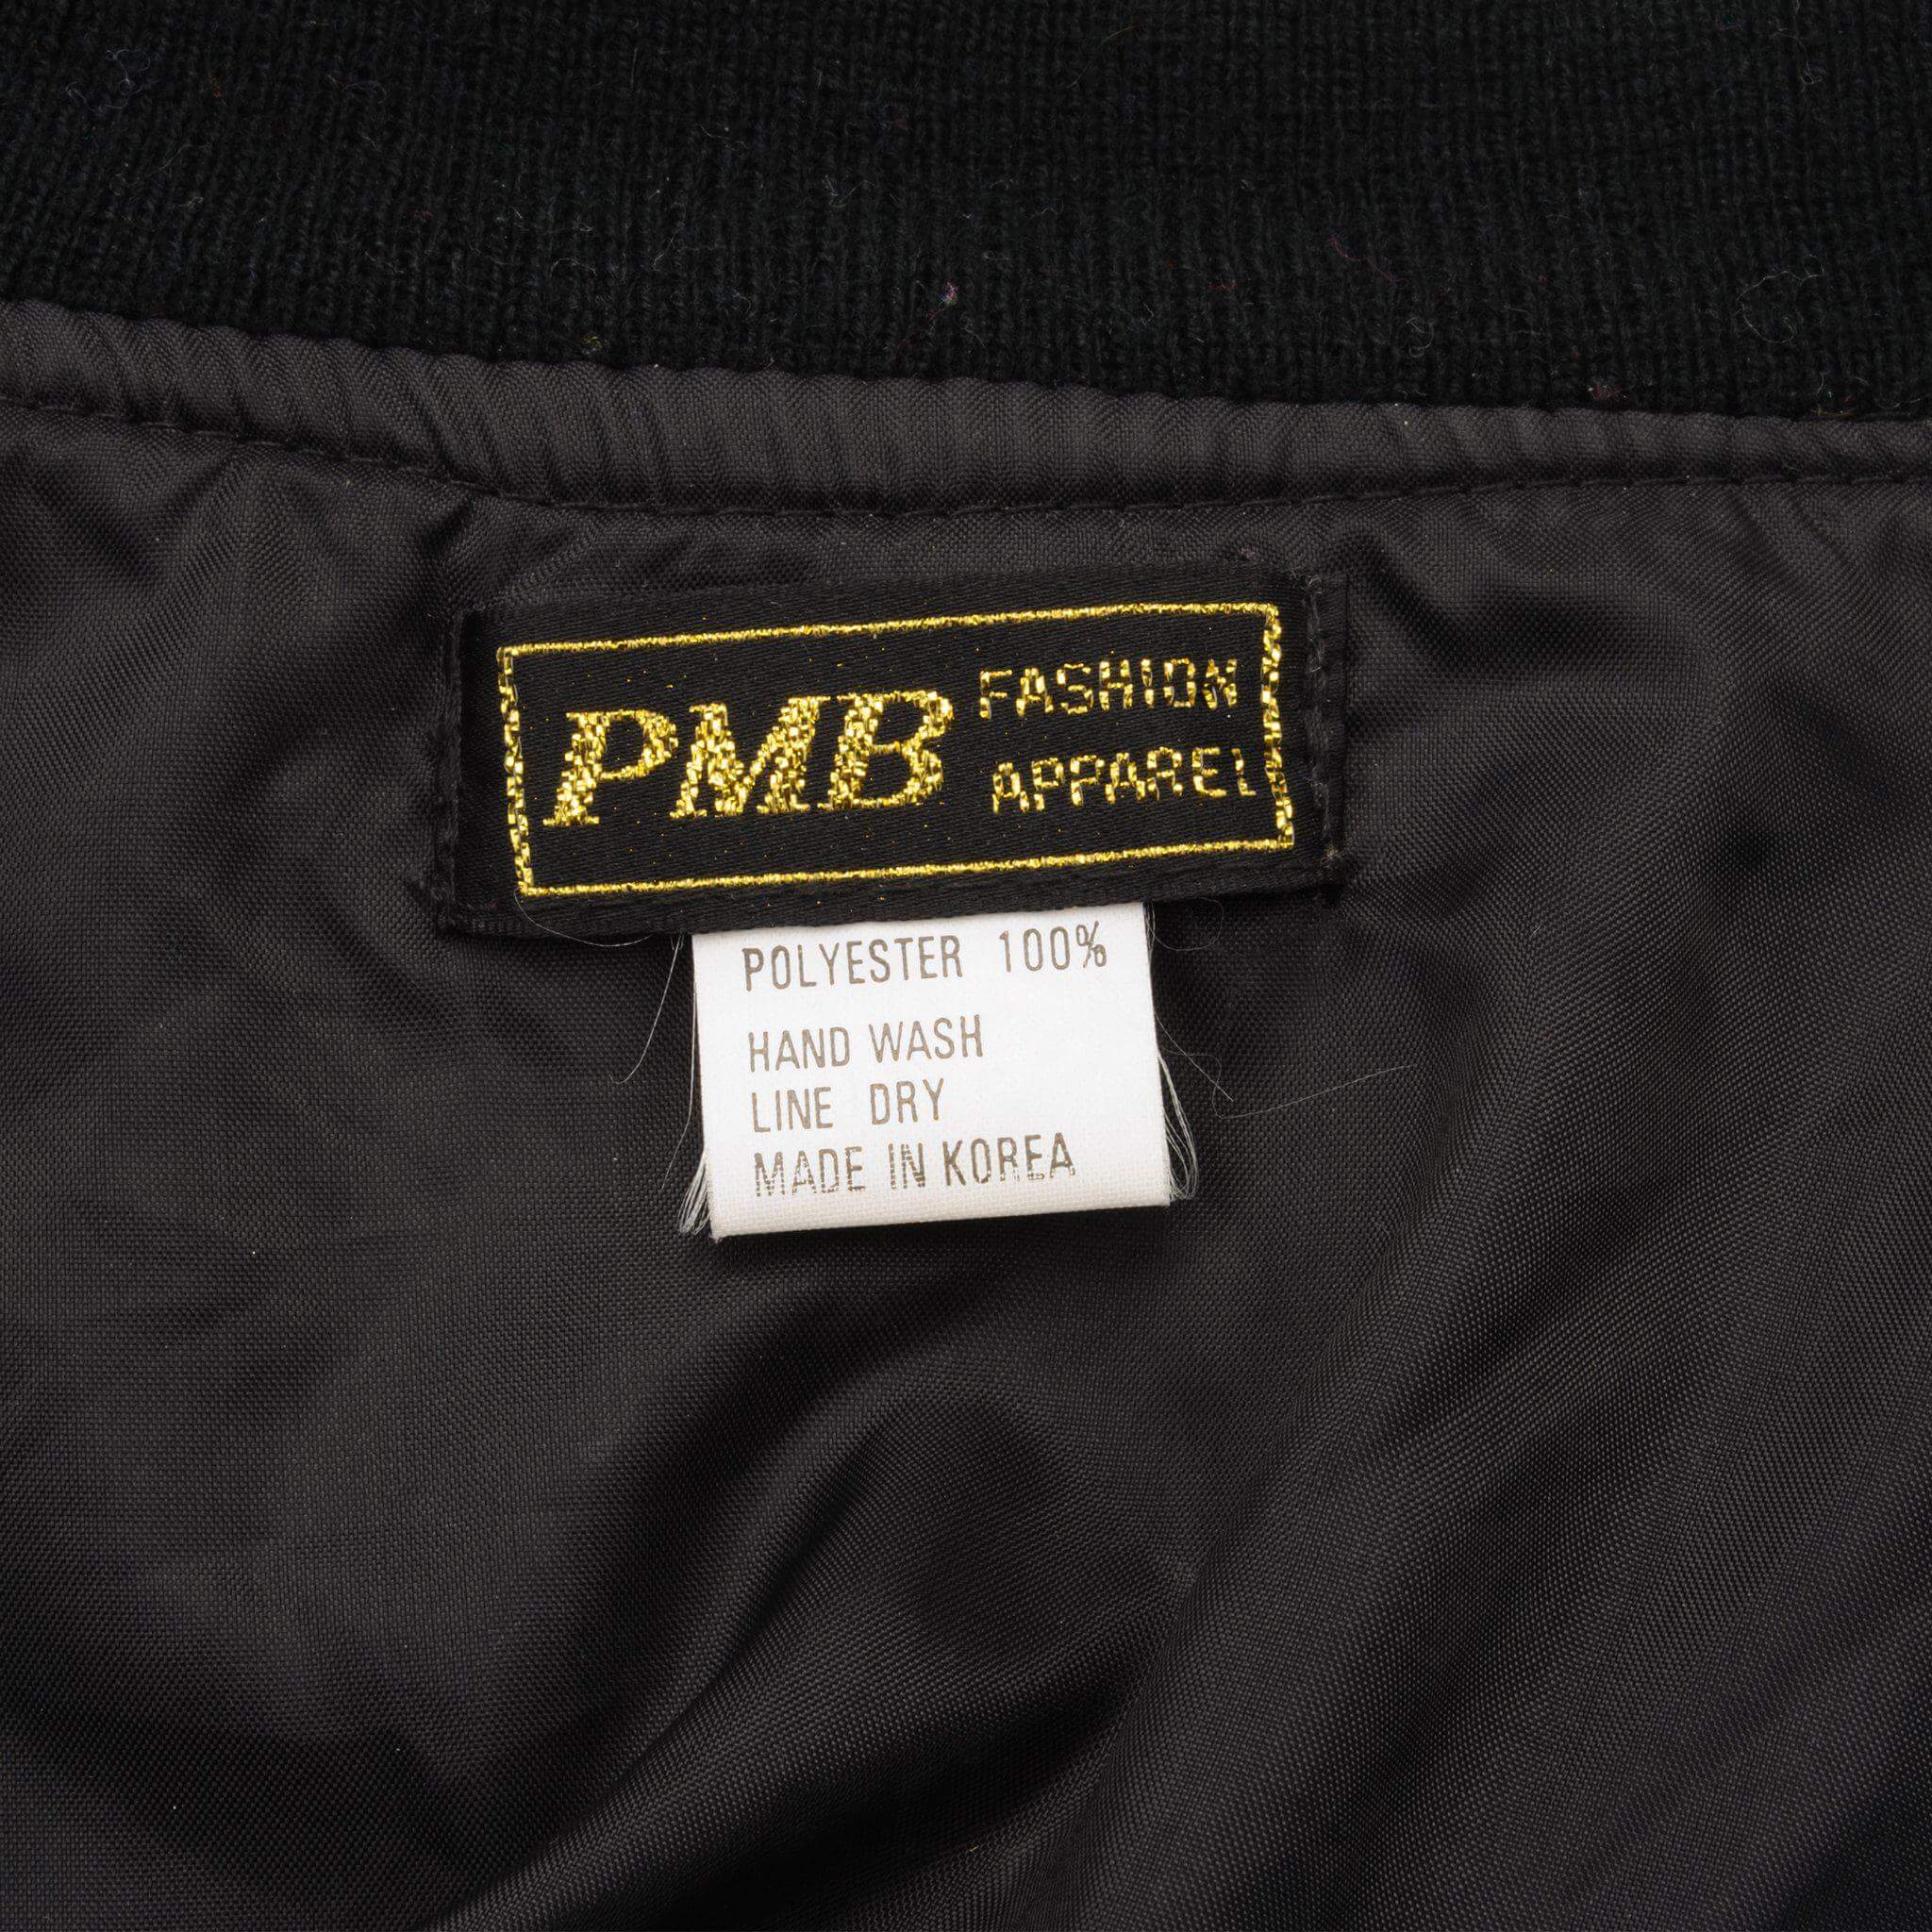 PMB FASHION
APPAREL
POLYESTER 100%
HAND WASH
LINE DRY
MADE IN KOREA